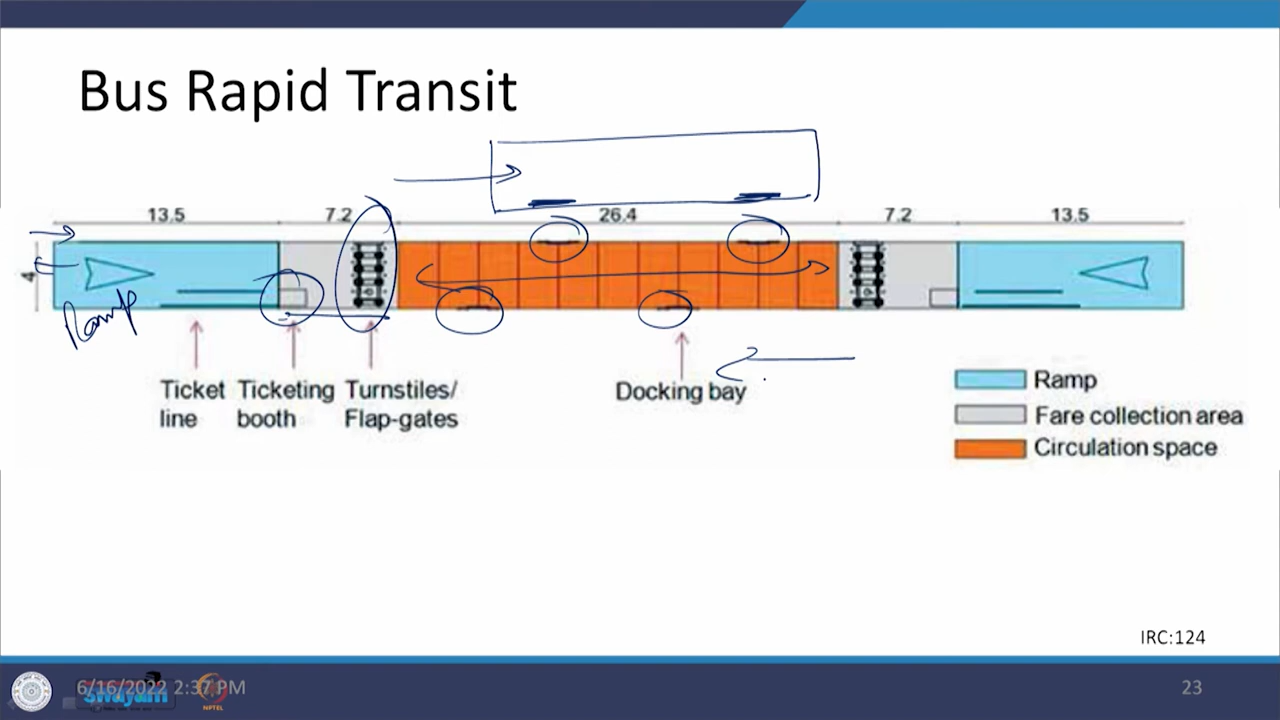 Bus Rapid Transit
13.5 7.2 26.4 7.2 13.5
4
Ramp
Ticket line
Ticketing booth
Turnstiles/ Flap-gates
Docking bay
Ramp
Fare collection area
Circulation space
IRC:124
6/16/2022 2:37 PM
swayam
NPTEL
23